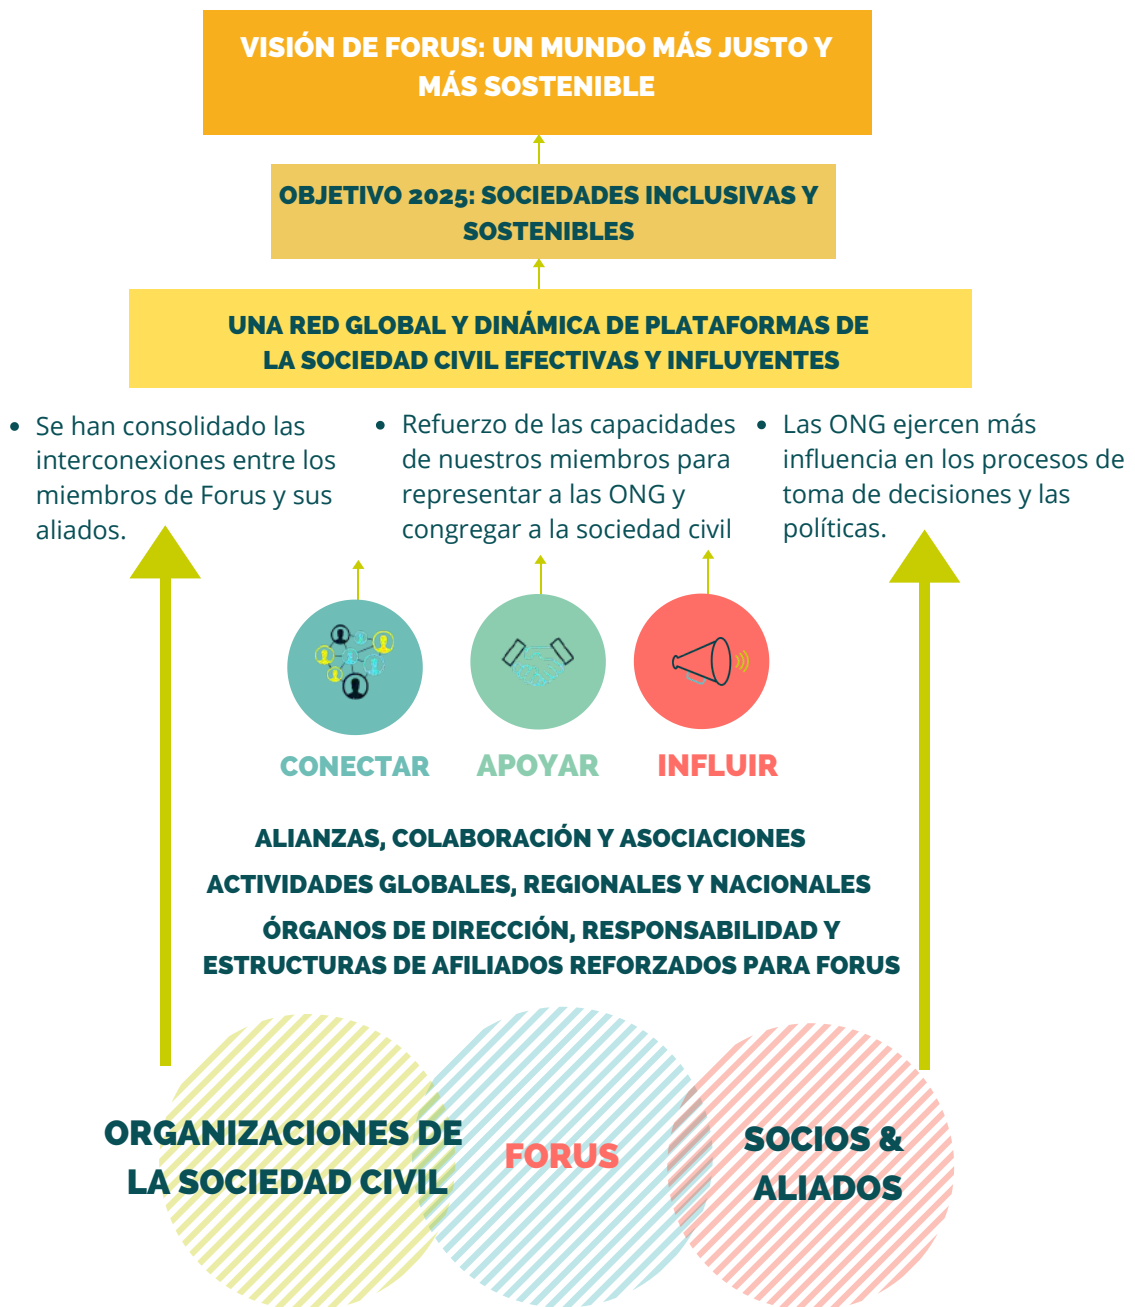 VISIÓN DE FORUS: UN MUNDO MÁS JUSTO Y
MÁS SOSTENIBLE
OBJETIVO 2025: SOCIEDADES INCLUSIVAS Y
SOSTENIBLES
UNA RED GLOBAL Y DINÁMICA DE PLATAFORMAS DE
LA SOCIEDAD CIVIL EFECTIVAS Y INFLUYENTES
• Se han consolidado las
interconexiones entre los
miembros de Forus y sus
aliados.
• Refuerzo de las capacidades
de nuestros miembros para
representar a las ONG y
congregar a la sociedad civil
• Las ONG ejercen más
influencia en los procesos de
toma de decisiones y las
políticas.
CONECTAR
APOYAR
INFLUIR
ALIANZAS, COLABORACIÓN Y ASOCIACIONES
ACTIVIDADES GLOBALES, REGIONALES Y NACIONALES
ÓRGANOS DE DIRECCIÓN, RESPONSABILIDAD Y
ESTRUCTURAS DE AFILIADOS REFORZADOS PARA FORUS
ORGANIZACIONES DE
LA SOCIEDAD CIVIL
FORUS
SOCIOS &
ALIADOS